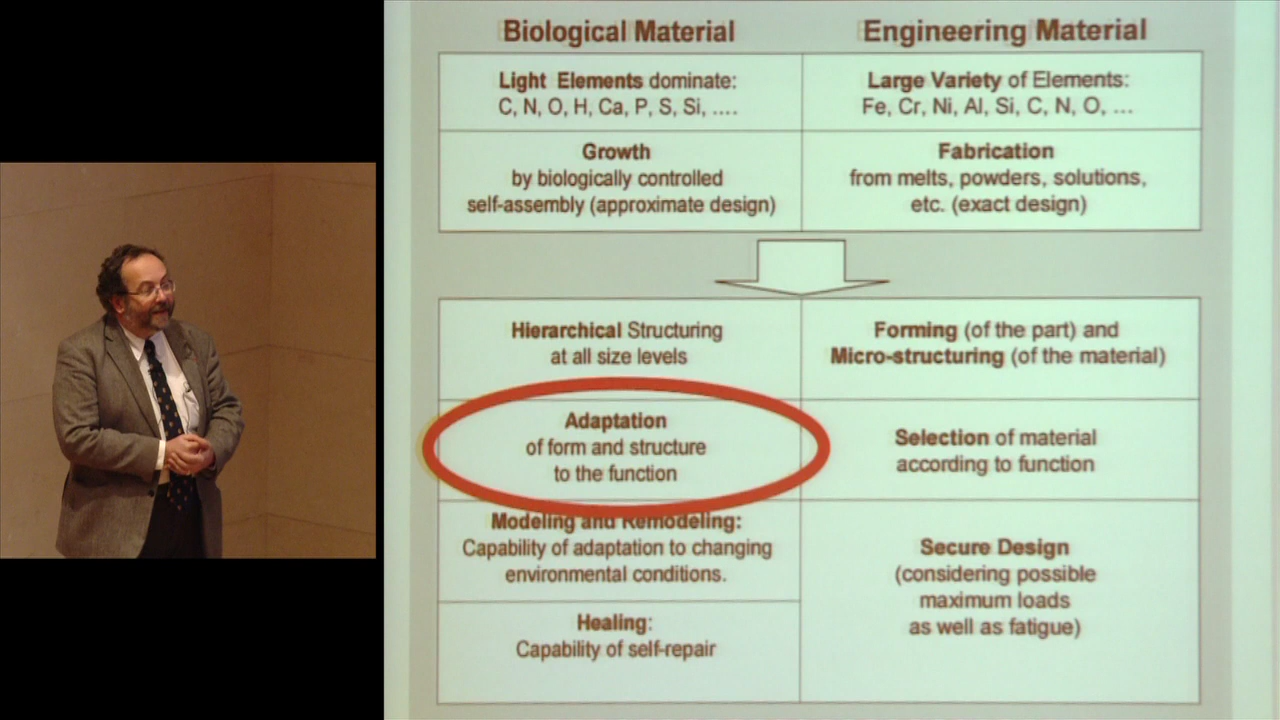 Biological Material
Engineering Material
Light Elements dominate:
C, N, O, H, Ca, P, S, Si, ....
Large Variety of Elements:
Fe, Cr, Ni, Al, Si, C, N, O, ...
Growth
by biologically controlled
self-assembly (approximate design)
Fabrication
from melts, powders, solutions,
etc. (exact design)
Hierarchical Structuring
at all size levels
Forming (of the part) and
Micro-structuring (of the material)
Adaptation
of form and structure
to the function
Selection of material
according to function
Modeling and Remodeling:
Capability of adaptation to changing
environmental conditions.
Secure Design
(considering possible
maximum loads
as well as fatigue)
Healing:
Capability of self-repair